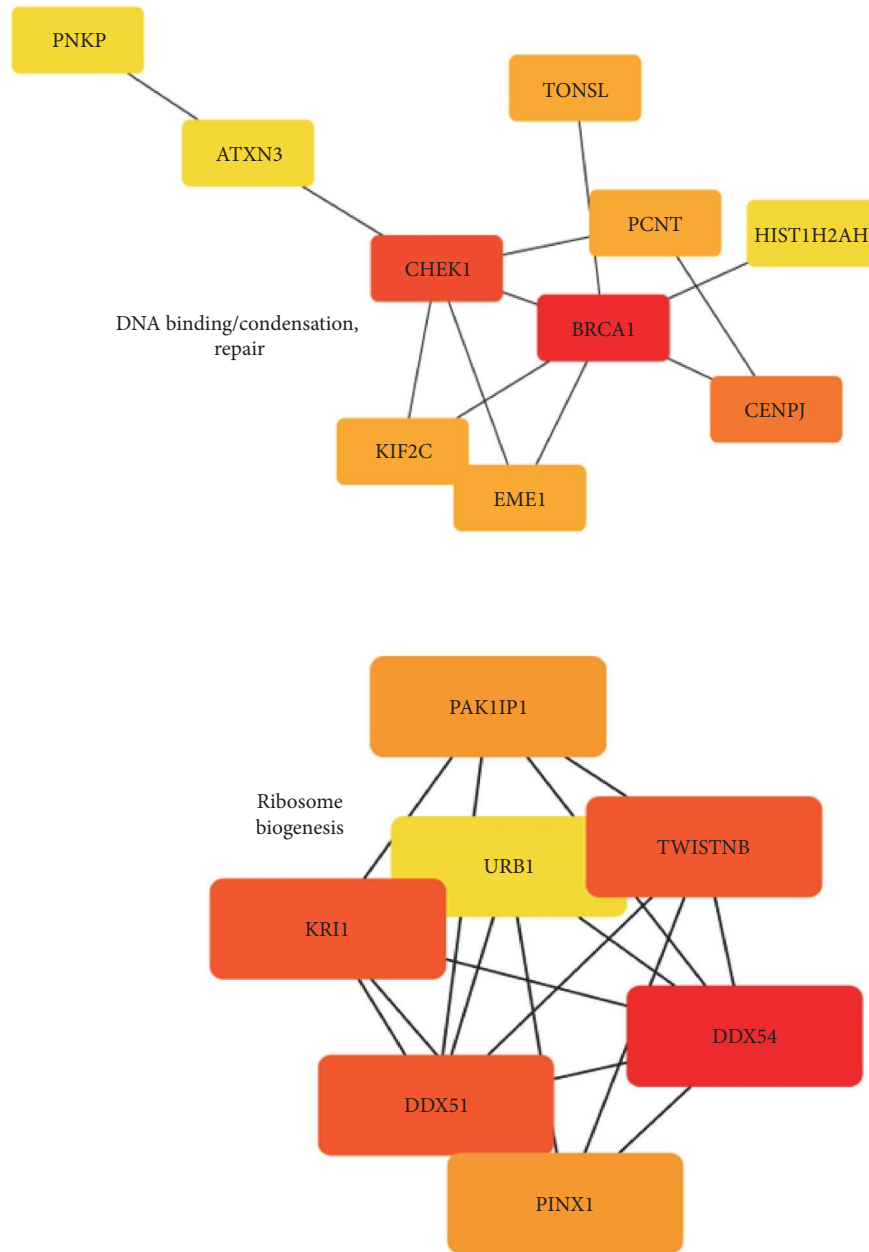 PNKP
TONSL
ATXN3
PCNT
HIST1H2AH
CHEK1
BRCA1
DNA binding/condensation,
repair
CENPJ
KIF2C
EME1
PAK1IP1
Ribosome
biogenesis
TWISTNB
URB1
KRI1
DDX54
DDX51
PINX1